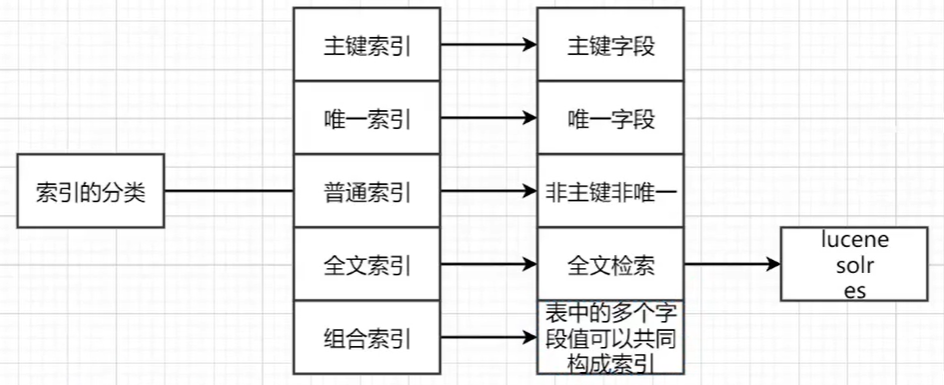 索引的分类
主键索引
主键字段
唯一索引
唯一字段
普通索引
非主键非唯一
全文索引
全文检索
lucene
solr
es
组合索引
表中的多个字
段值可以共同
构成索引